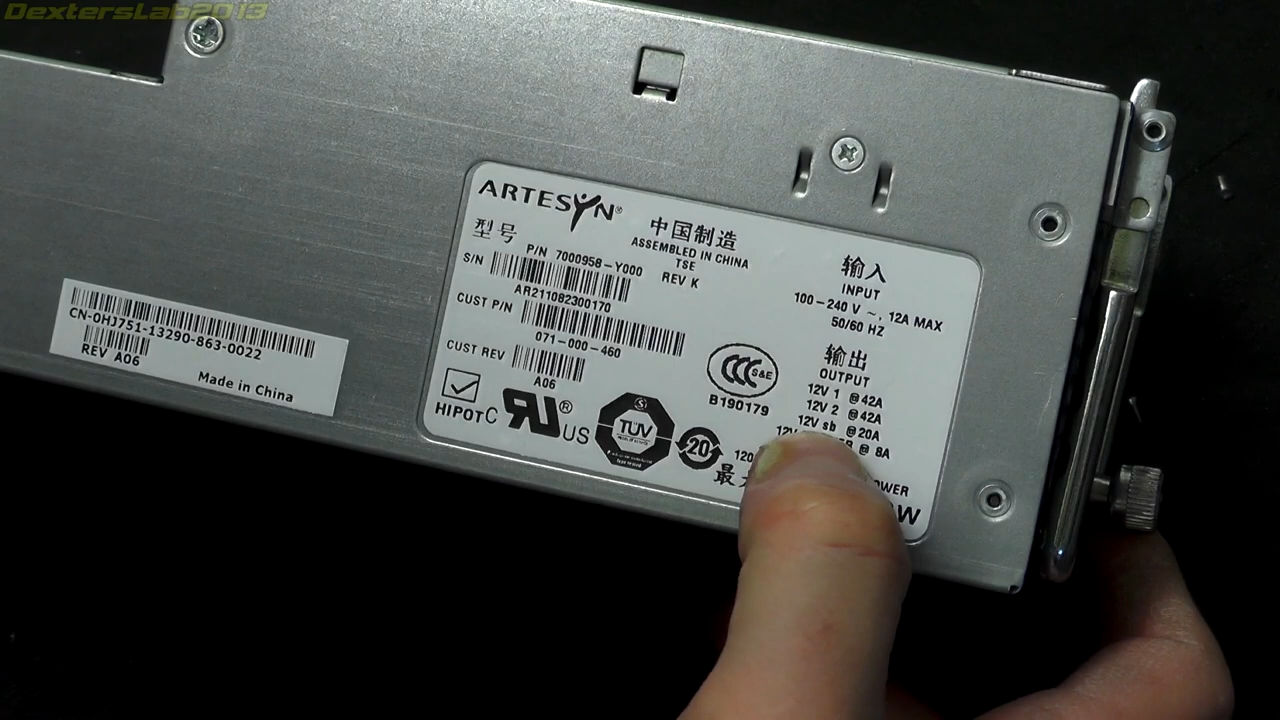 DextersLab2013
ARTESYN®
型号
中国制造
ASSEMBLED IN CHINA
TSE
P/N 7000958-Y000
REV K
S/N
AR211082300170
CUST P/N
071-000-460
CUST REV
A06
HIPOT
C US ®
TUV
20
S&E
B190179
输入
INPUT
100-240 V ~, 12A MAX
50/60 HZ
输出
OUTPUT
12V 1 @42A
12V 2 @42A
12V sb @20A
12V @ 8A
CN-0HJ751-13290-863-0022
REV A06
Made in China